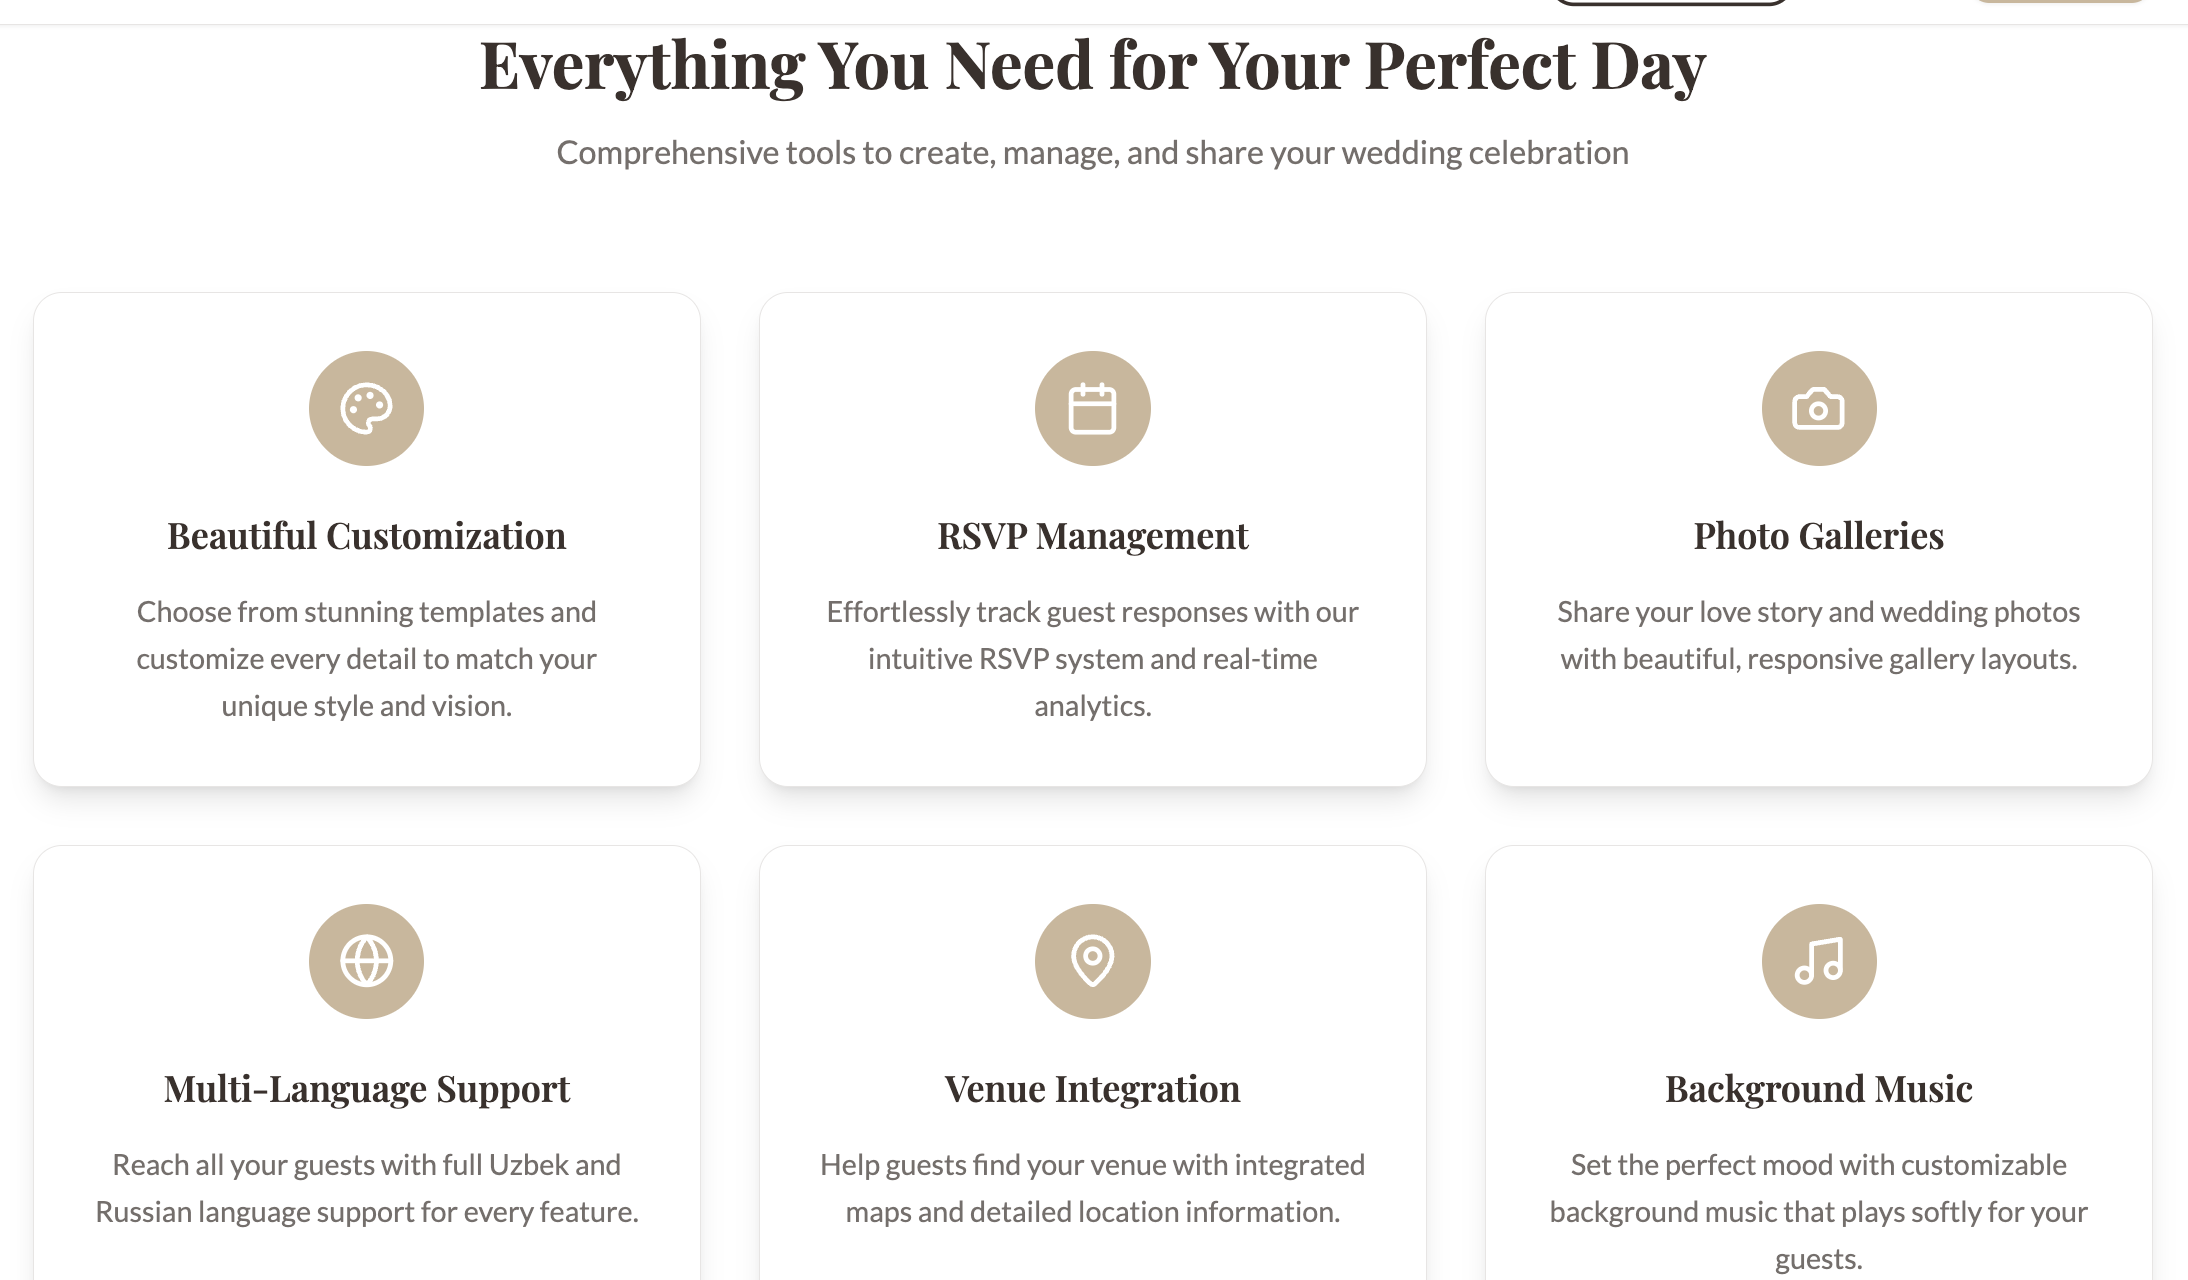 Everything You Need for Your Perfect Day
Comprehensive tools to create, manage, and share your wedding celebration
Beautiful Customization
Choose from stunning templates and
customize every detail to match your
unique style and vision.
RSVP Management
Effortlessly track guest responses with our
intuitive RSVP system and real-time
analytics.
Photo Galleries
Share your love story and wedding photos
with beautiful, responsive gallery layouts.
Multi-Language Support
Reach all your guests with full Uzbek and
Russian language support for every feature.
Venue Integration
Help guests find your venue with integrated
maps and detailed location information.
Background Music
Set the perfect mood with customizable
background music that plays softly for your
guests.